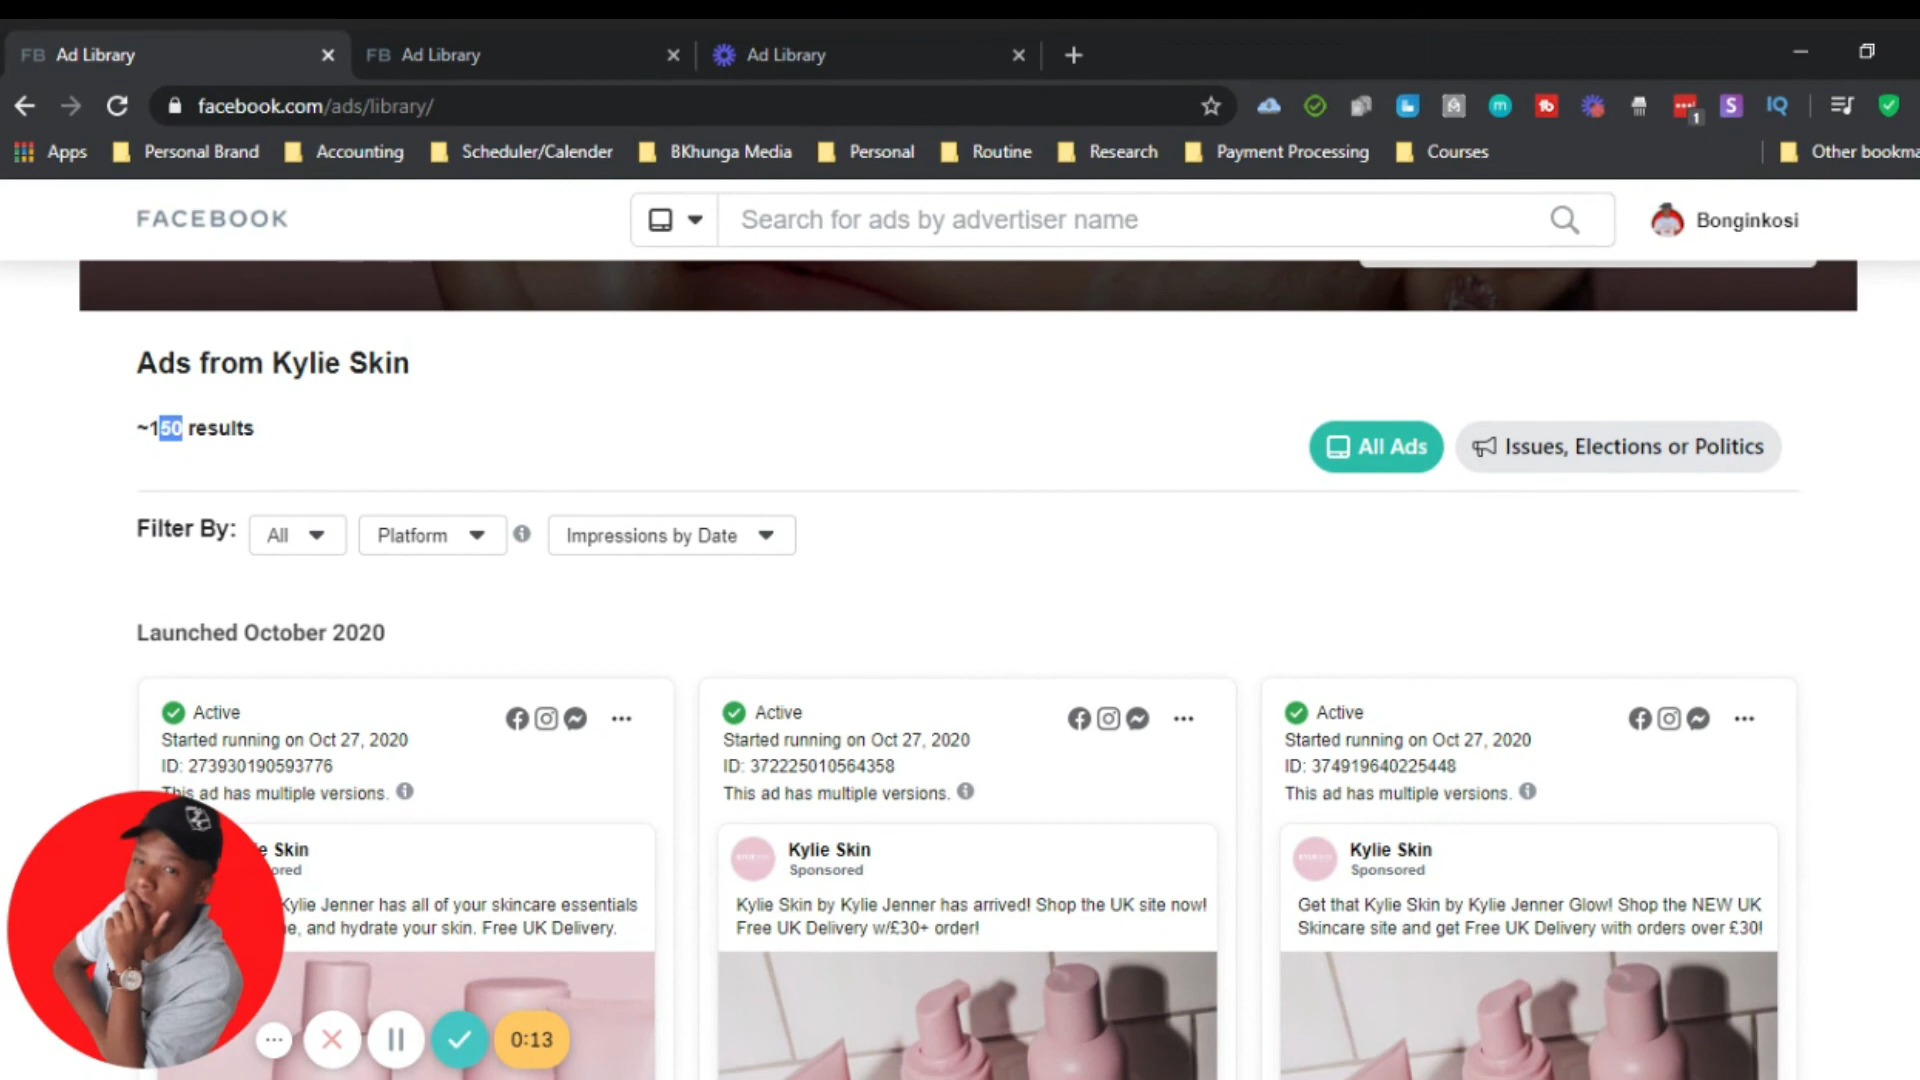 FB Ad Library
FB Ad Library
Ad Library
facebook.com/ads/library/
1
S
IQ
Apps
Personal Brand
Accounting
Scheduler/Calender
BKhunga Media
Personal
Routine
Research
Payment Processing
Courses
Other bookma
FACEBOOK
Search for ads by advertiser name
Bonginkosi
Ads from Kylie Skin
~150 results
All Ads
Issues, Elections or Politics
Filter By:
All
Platform
Impressions by Date
Launched October 2020
Active
Started running on Oct 27, 2020
ID: 273930190593776
This ad has multiple versions.
e Skin
ored
Kylie Jenner has all of your skincare essentials
e, and hydrate your skin. Free UK Delivery.
Active
Started running on Oct 27, 2020
ID: 372225010564358
This ad has multiple versions.
Kylie Skin
Sponsored
Kylie Skin by Kylie Jenner has arrived! Shop the UK site now!
Free UK Delivery w/£30+ order!
Active
Started running on Oct 27, 2020
ID: 374919640225448
This ad has multiple versions.
Kylie Skin
Sponsored
Get that Kylie Skin by Kylie Jenner Glow! Shop the NEW UK
Skincare site and get Free UK Delivery with orders over £30!
0:13